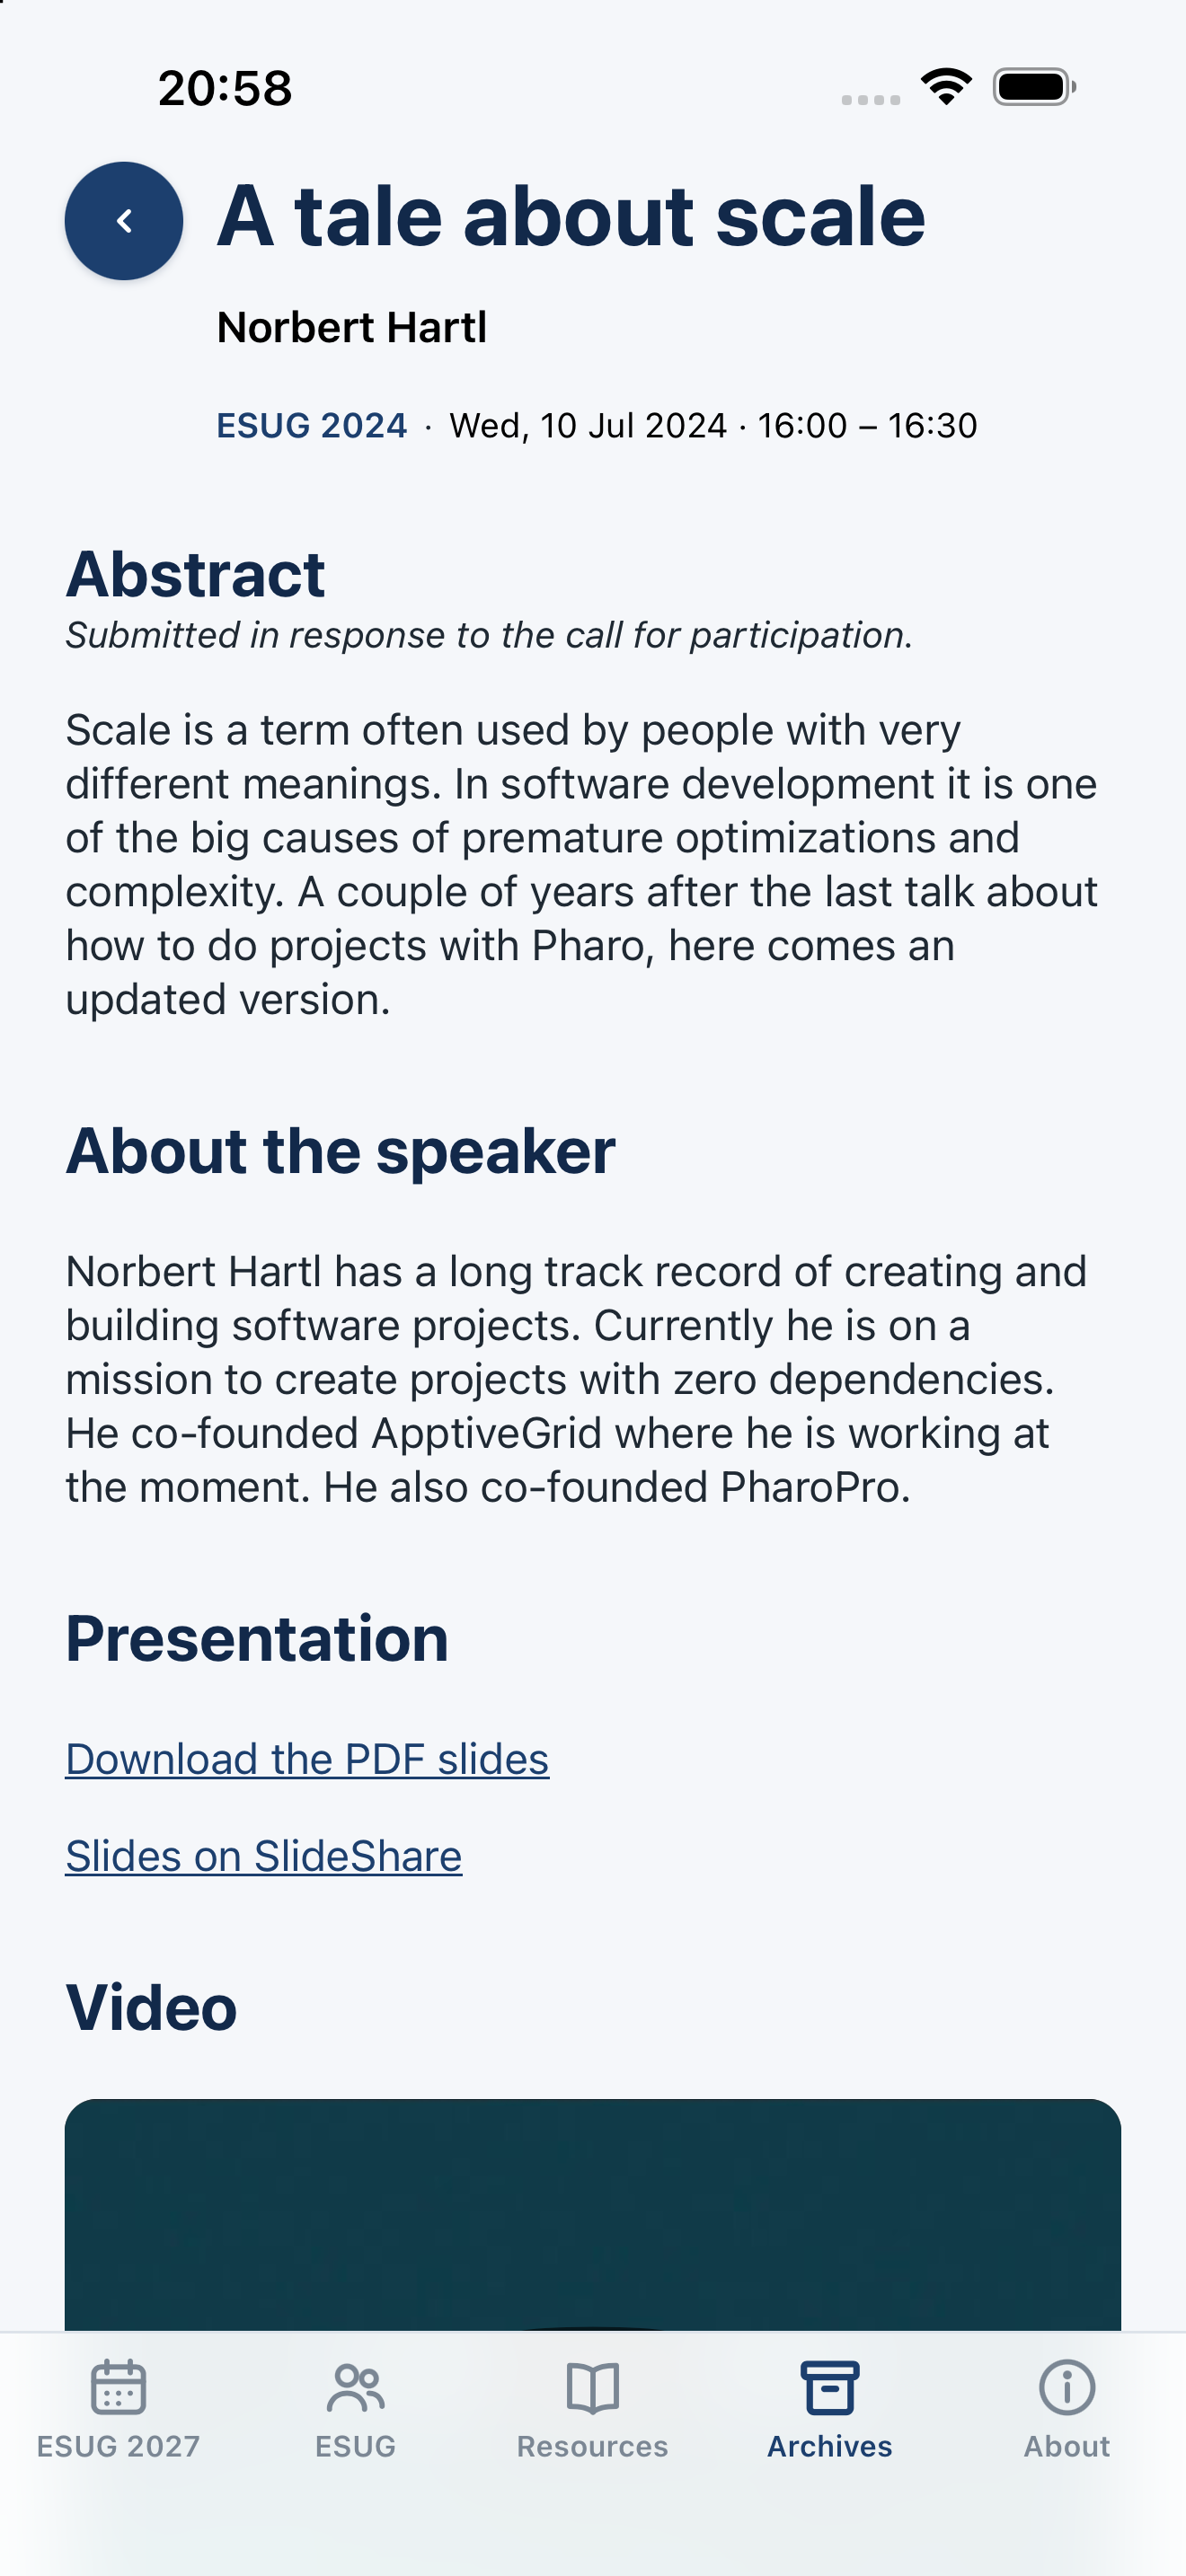 20:58
A tale about scale
Norbert Hartl
ESUG 2024 · Wed, 10 Jul 2024 · 16:00 – 16:30
Abstract
Submitted in response to the call for participation.
Scale is a term often used by people with very
different meanings. In software development it is one
of the big causes of premature optimizations and
complexity. A couple of years after the last talk about
how to do projects with Pharo, here comes an
updated version.
About the speaker
Norbert Hartl has a long track record of creating and
building software projects. Currently he is on a
mission to create projects with zero dependencies.
He co-founded ApptiveGrid where he is working at
the moment. He also co-founded PharoPro.
Presentation
Download the PDF slides
Slides on SlideShare
Video
ESUG 2027 ESUG Resources Archives About